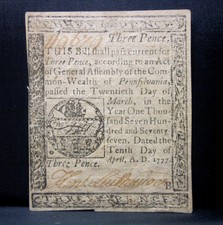 Three Pence.
THIS Bill shall pass current for
Three Pence, according to an Act
of General Assembly of the Com-
mon-Wealth of Pennsylvania,
passed the Twentieth Day of
March, in the
Year One Thou-
sand Seven Hun-
dred and Seventy
seven. Dated the
Tenth Day of
April, A. D. 1777.
Three Pence.
B